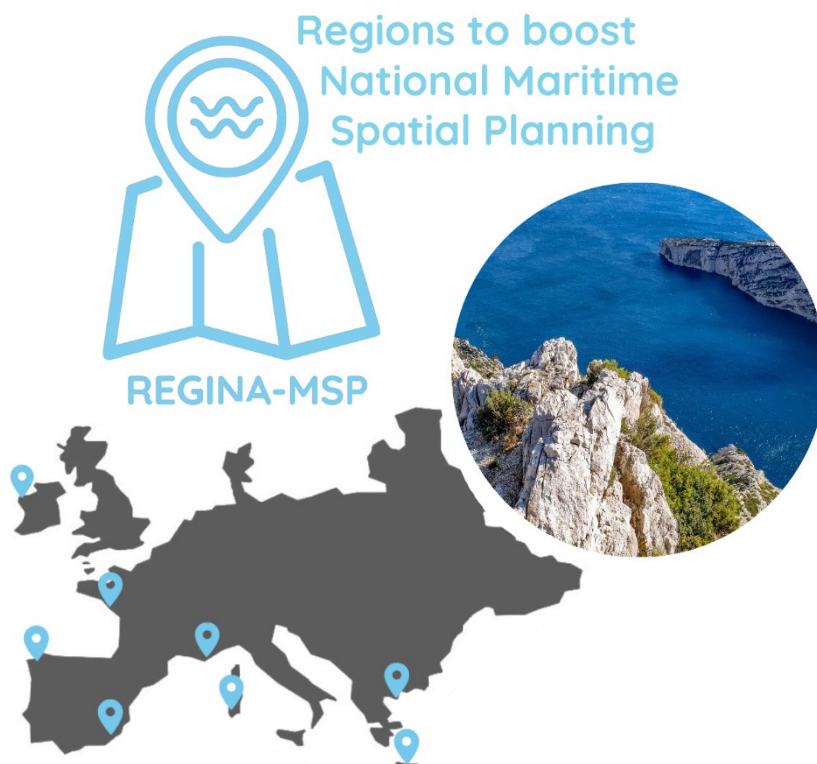 Regions to boost
National Maritime
Spatial Planning
REGINA-MSP